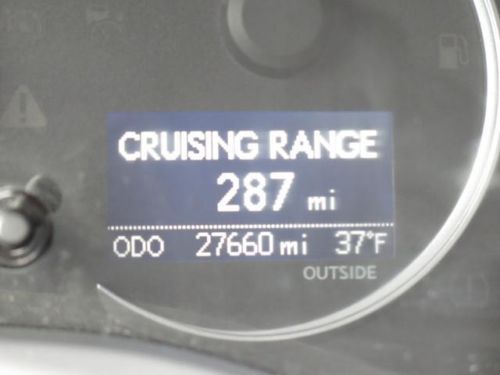 CRUISING RANGE
287 mi
ODO 27660 mi 37°F
OUTSIDE